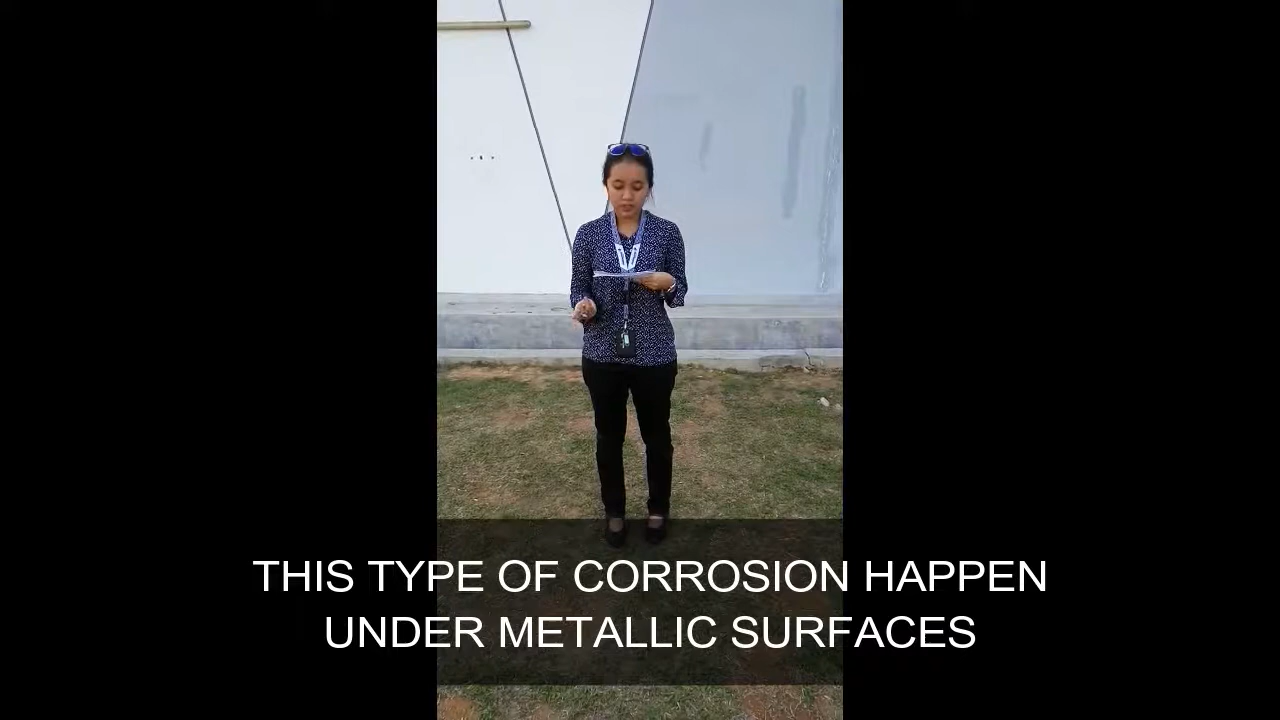 THIS TYPE OF CORROSION HAPPEN
UNDER METALLIC SURFACES